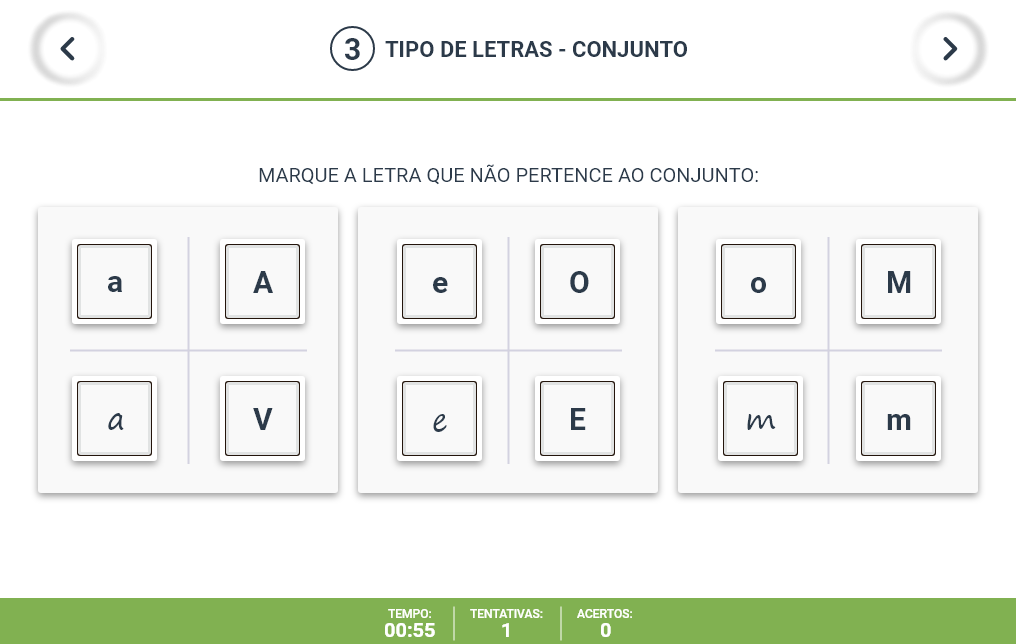 3 TIPO DE LETRAS - CONJUNTO
MARQUE A LETRA QUE NÃO PERTENCE AO CONJUNTO:
a A e O o M
a V e E m m
TEMPO: TENTATIVAS: ACERTOS:
00:55 1 0